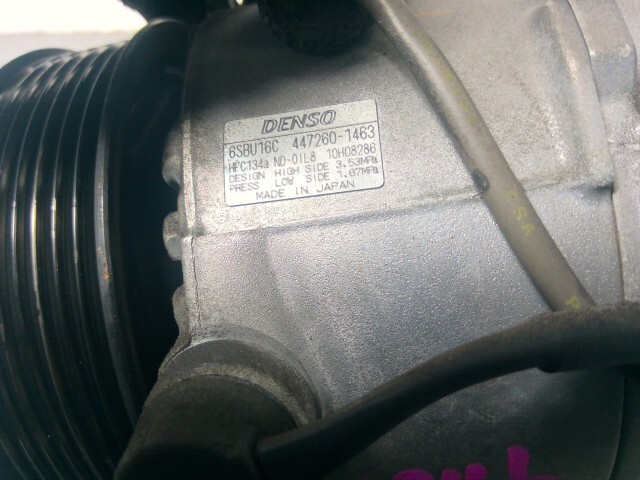 DENSO
6SBU16C 447260-1463
HFC134a ND-OIL8 10H08286
DESIGN HIGH SIDE 3.53MPa
PRESS LOW SIDE 1.67MPa
MADE IN JAPAN
PSA